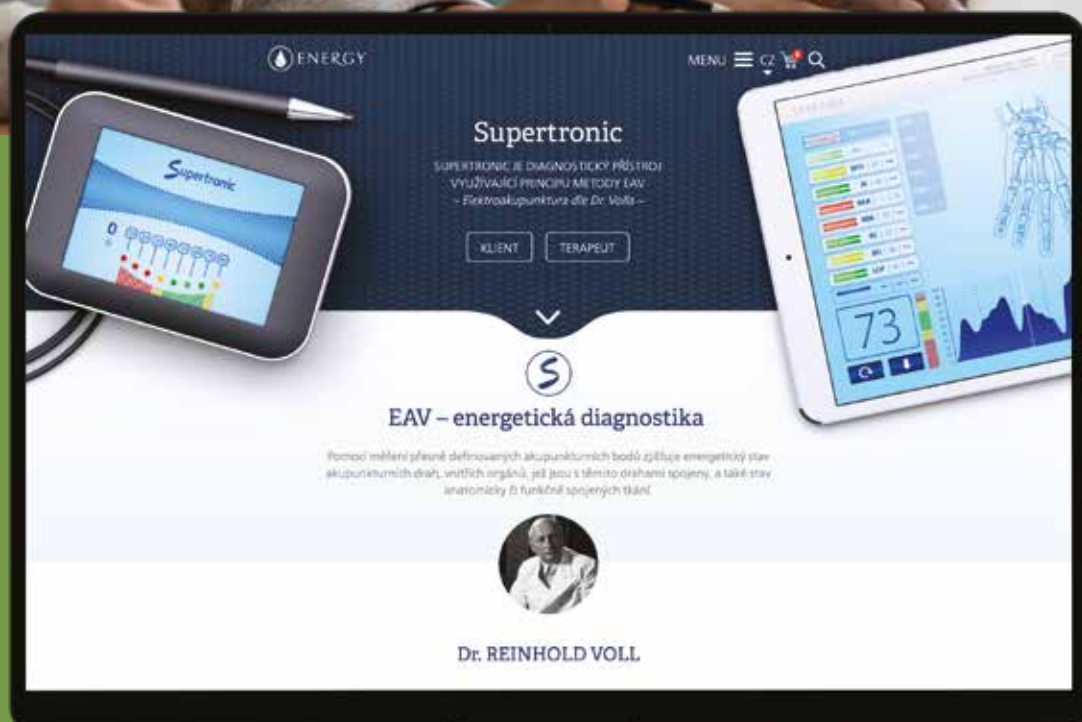 ENERGY
MENU CZ
Supertronic
SUPERTRONIC JE DIAGNOSTICKÝ PŘÍSTROJ
VYUŽÍVAJÍCÍ PRINCIPU METODY EAV
– Elektroakupunktura dle Dr. Volla –
KLIENT TERAPEUT
Supertronic
0
73
S
EAV – energetická diagnostika
Pomocí měření přesně definovaných akupunkturních bodů zjišťuje energetický stav
akupunkturních drah, vnitřích orgánů, jež jsou s těmito drahami spojeny, a také stav
anatomicky či funkčně spojených tkání.
Dr. REINHOLD VOLL